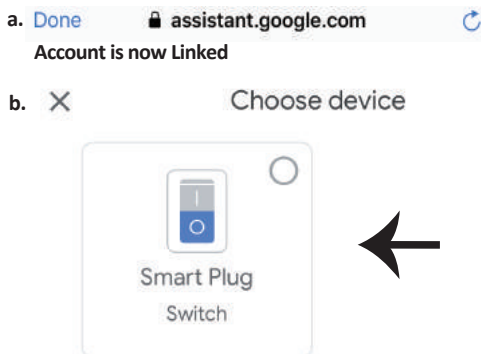 a. Done assistant.google.com
Account is now Linked
b. Choose device
Smart Plug
Switch